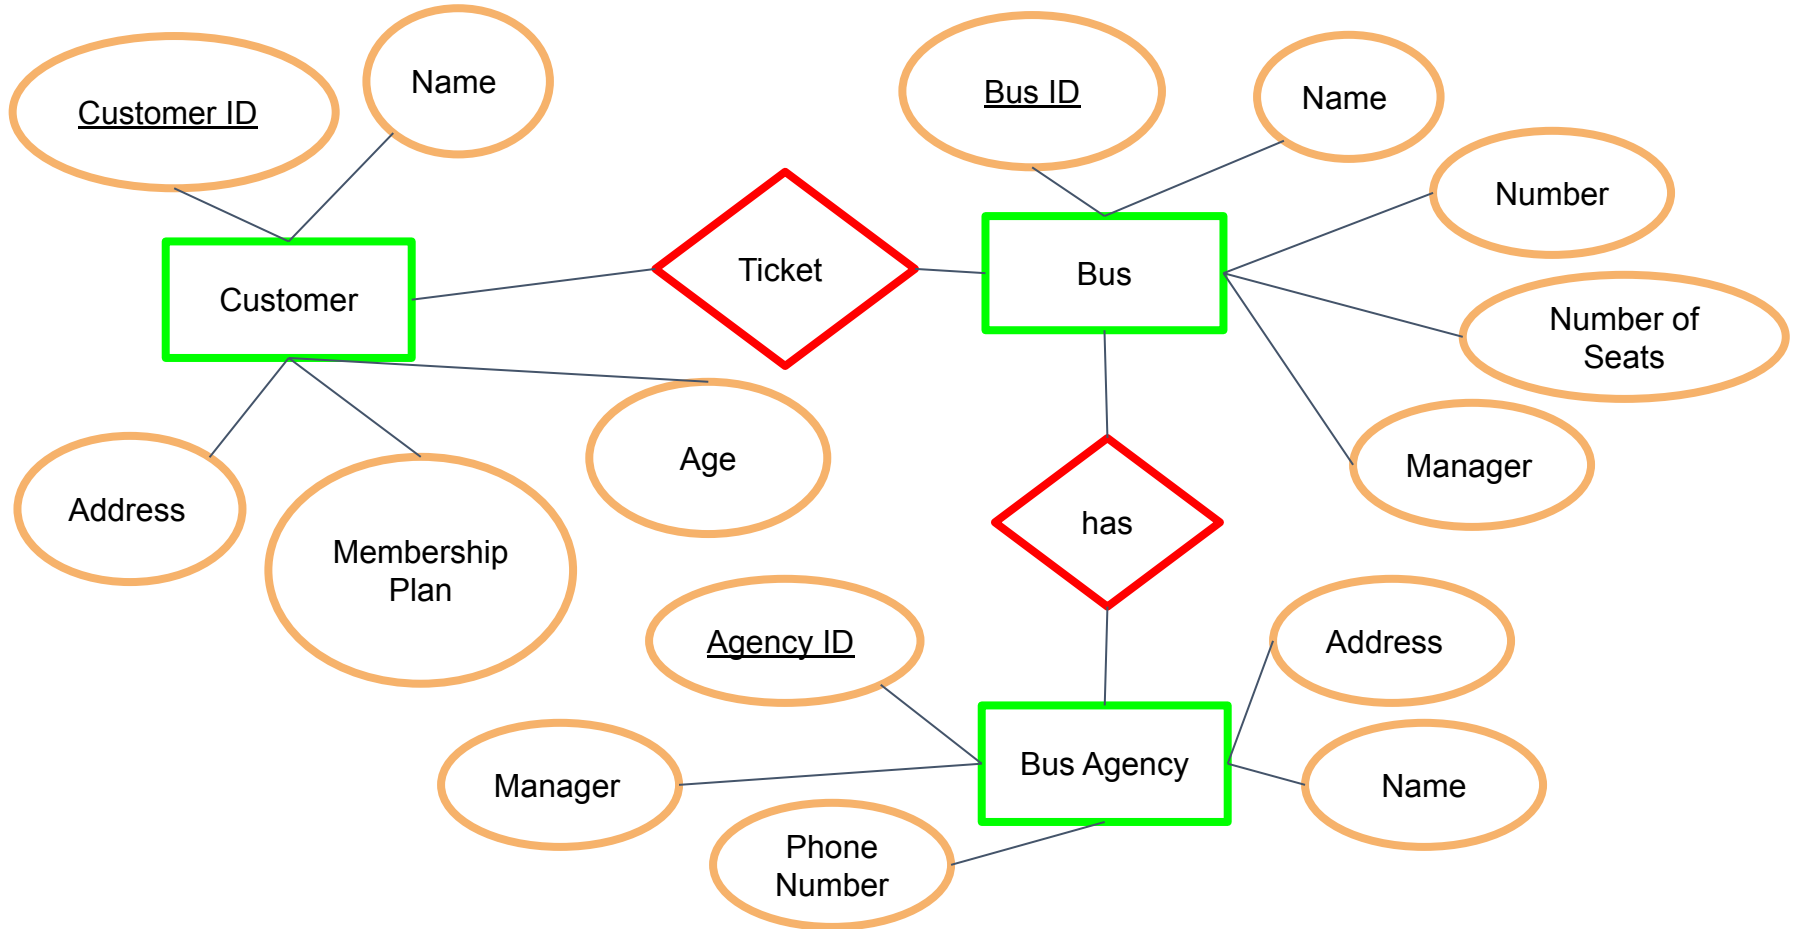 Customer ID
Name
Bus ID
Name
Number
Ticket
Bus
Customer
Number of
Seats
Age
Manager
Address
Membership
Plan
has
Agency ID
Address
Manager
Bus Agency
Name
Phone
Number